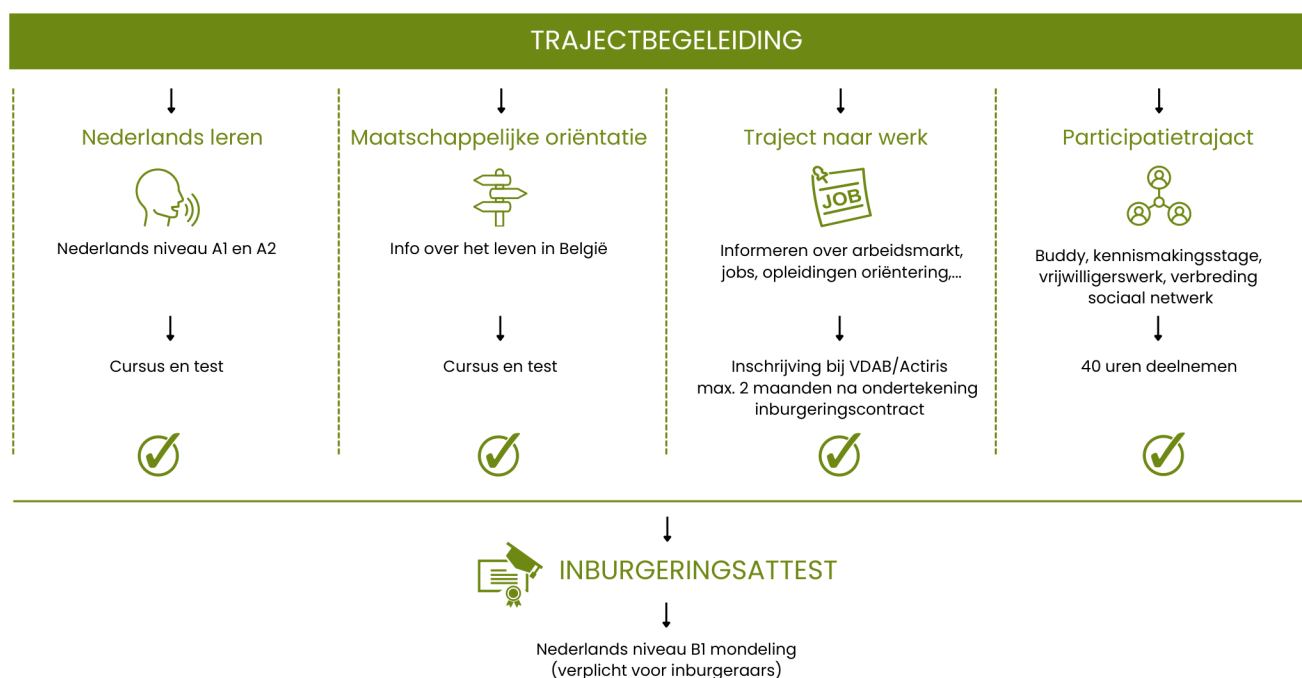 TRAJECTBEGELEIDING
Nederlands leren
Nederlands niveau A1 en A2
Cursus en test
Maatschappelijke oriëntatie
Info over het leven in België
Cursus en test
Traject naar werk
JOB
Informeren over arbeidsmarkt,
jobs, opleidingen oriëntering,...
Inschrijving bij VDAB/Actiris
max. 2 maanden na ondertekening
inburgeringscontract
Participatietrajact
Buddy, kennismakingsstage,
vrijwilligerswerk, verbreding
sociaal netwerk
40 uren deelnemen
INBURGERINGSATTEST
Nederlands niveau B1 mondeling
(verplicht voor inburgeraars)